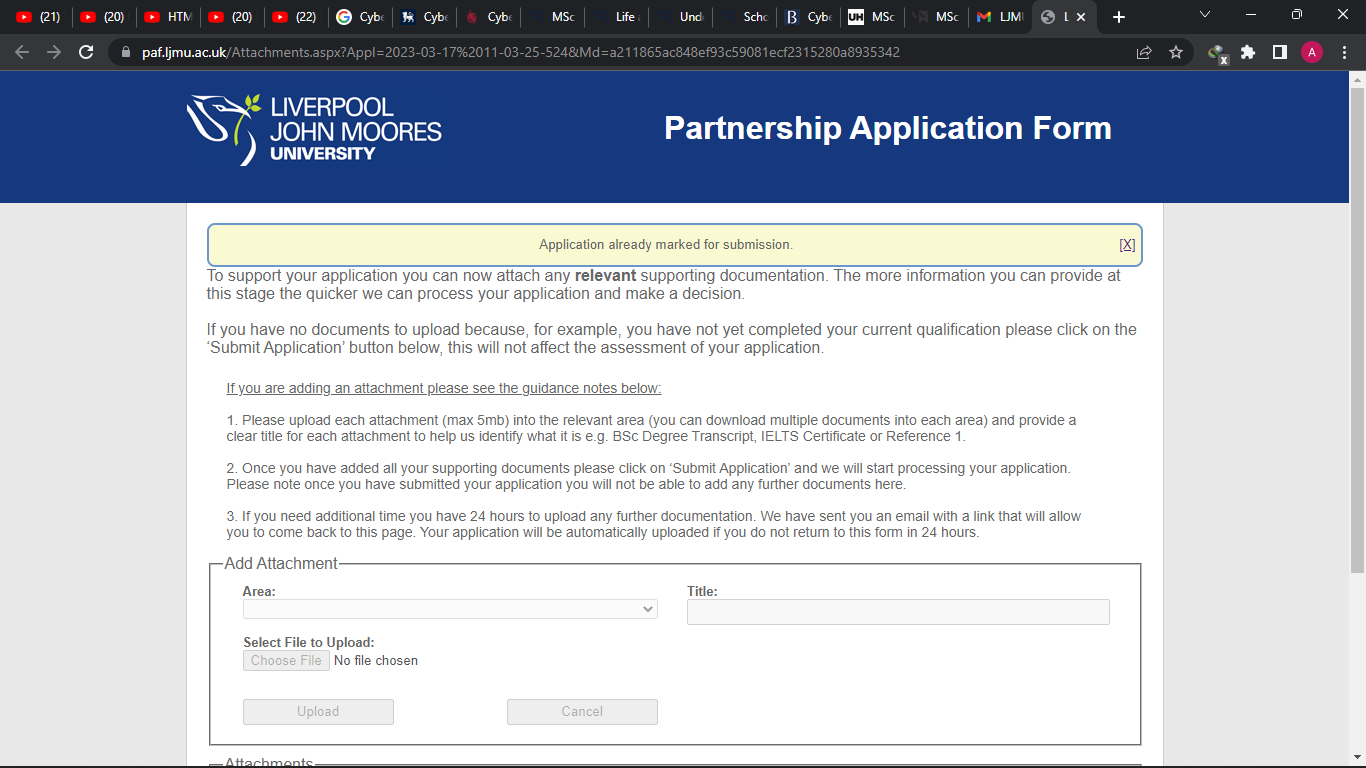 (21)
(20)
HTM
(20)
(22)
Cybe
Cybe
Cybe
MSc
Life
Und
Scho
Cybe
MSc
MSc
LJMU
L
paf.ljmu.ac.uk/Attachments.aspx?Appl=2023-03-17%2011-03-25-524&Md=a211865ac848ef93c59081ecf2315280a8935342
A
LIVERPOOL
JOHN MOORES
UNIVERSITY
Partnership Application Form
Application already marked for submission.
[X]
To support your application you can now attach any relevant supporting documentation. The more information you can provide at
this stage the quicker we can process your application and make a decision.
If you have no documents to upload because, for example, you have not yet completed your current qualification please click on the
‘Submit Application’ button below, this will not affect the assessment of your application.
If you are adding an attachment please see the guidance notes below:
1. Please upload each attachment (max 5mb) into the relevant area (you can download multiple documents into each area) and provide a
clear title for each attachment to help us identify what it is e.g. BSc Degree Transcript, IELTS Certificate or Reference 1.
2. Once you have added all your supporting documents please click on ‘Submit Application’ and we will start processing your application.
Please note once you have submitted your application you will not be able to add any further documents here.
3. If you need additional time you have 24 hours to upload any further documentation. We have sent you an email with a link that will allow
you to come back to this page. Your application will be automatically uploaded if you do not return to this form in 24 hours.
Add Attachment
Area:
Title:
Select File to Upload:
Choose File No file chosen
Upload
Cancel
Attachments